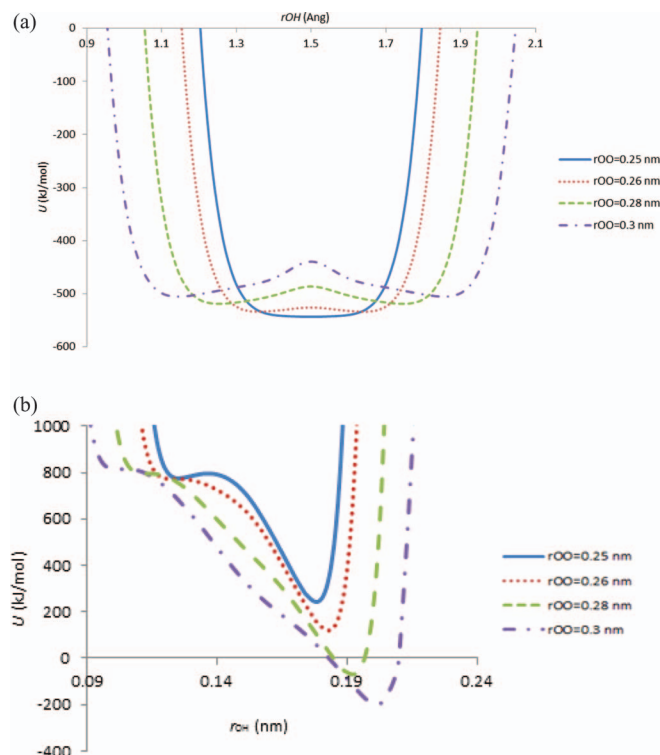 (a)
rOH (Ang)
0.9 1.1 1.3 1.5 1.7 1.9 2.1
0
-100
-200
-300
-400
-500
-600
U (kJ/mol)
rOO=0.25 nm
rOO=0.26 nm
rOO=0.28 nm
rOO=0.3 nm
(b)
1000
800
600
400
200
0
-200
-400
U (kJ/mol)
0.09 0.14 0.19 0.24
rOH (nm)
rOO=0.25 nm
rOO=0.26 nm
rOO=0.28 nm
rOO=0.3 nm